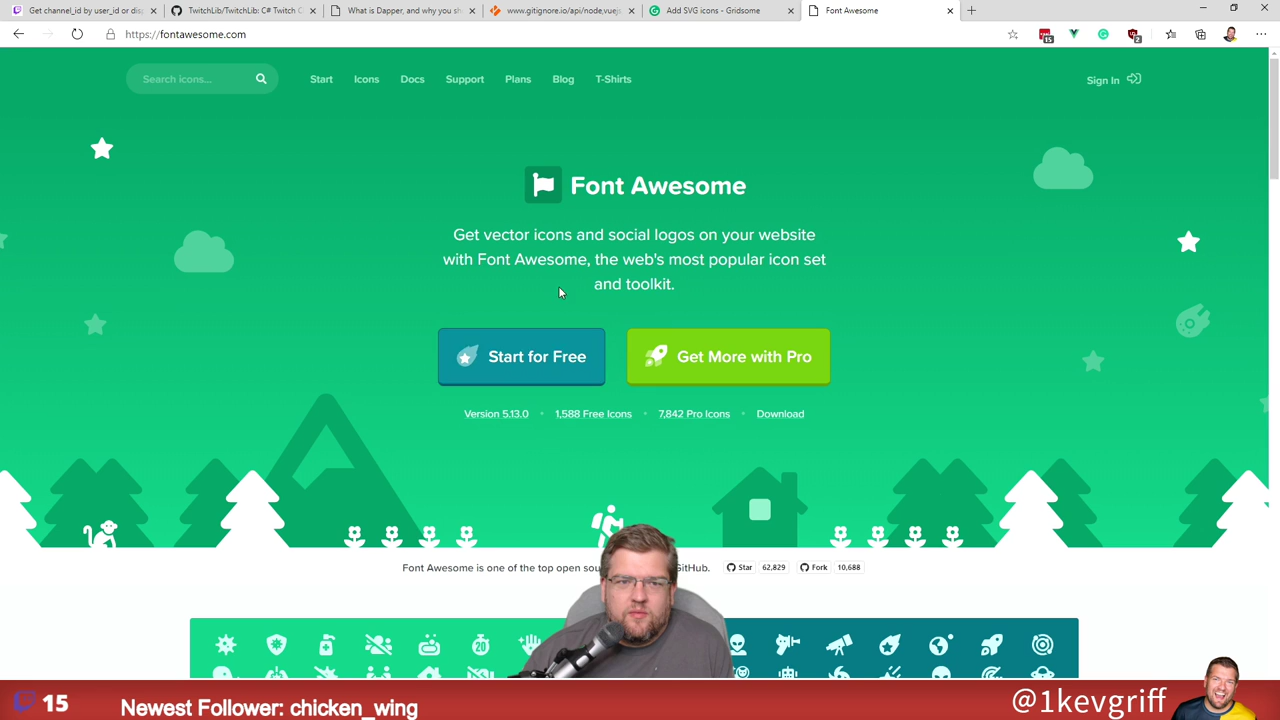 Get channel_id by user_id or disp
TwitchLib/TwitchLib: C# Twitch C
What is Dapper, and why you sh
www.gitignore.io/api/node,vuejs
Add SVG icons - Gridsome
Font Awesome
https://fontawesome.com
15
2
Search icons...
Start
Icons
Docs
Support
Plans
Blog
T-Shirts
Sign In
Font Awesome
Get vector icons and social logos on your website
with Font Awesome, the web's most popular icon set
and toolkit.
Start for Free
Get More with Pro
Version 5.13.0
1,588 Free Icons
7,842 Pro Icons
Download
Font Awesome is one of the top open sou GitHub.
Star 62,829
Fork 10,688
20
15
Newest Follower: chicken_wing
@1kevgriff